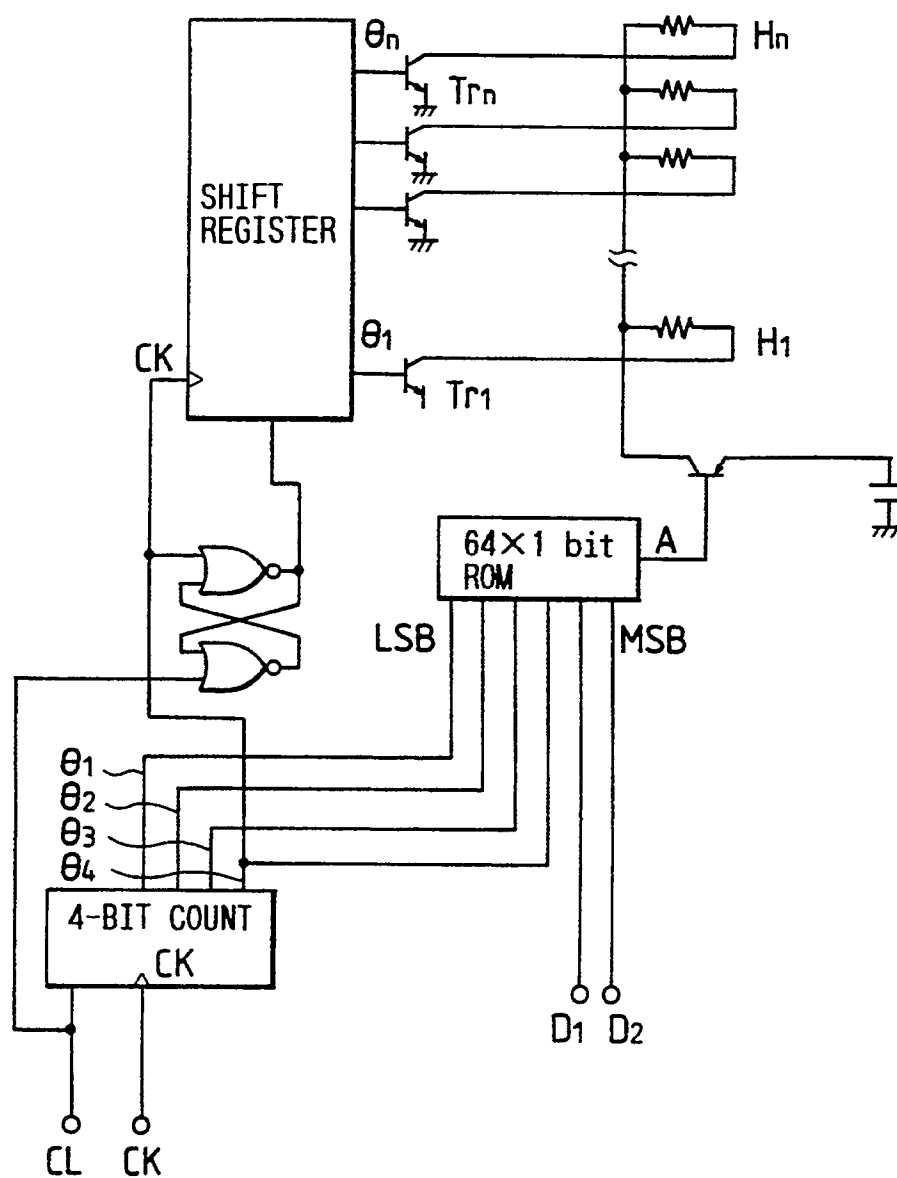 θn
Hn
Trn
SHIFT
REGISTER
θ1
H1
CK
Tr1
64×1 bit
ROM
A
LSB
MSB
θ1
θ2
θ3
θ4
4-BIT COUNT
CK
D1
D2
CL
CK